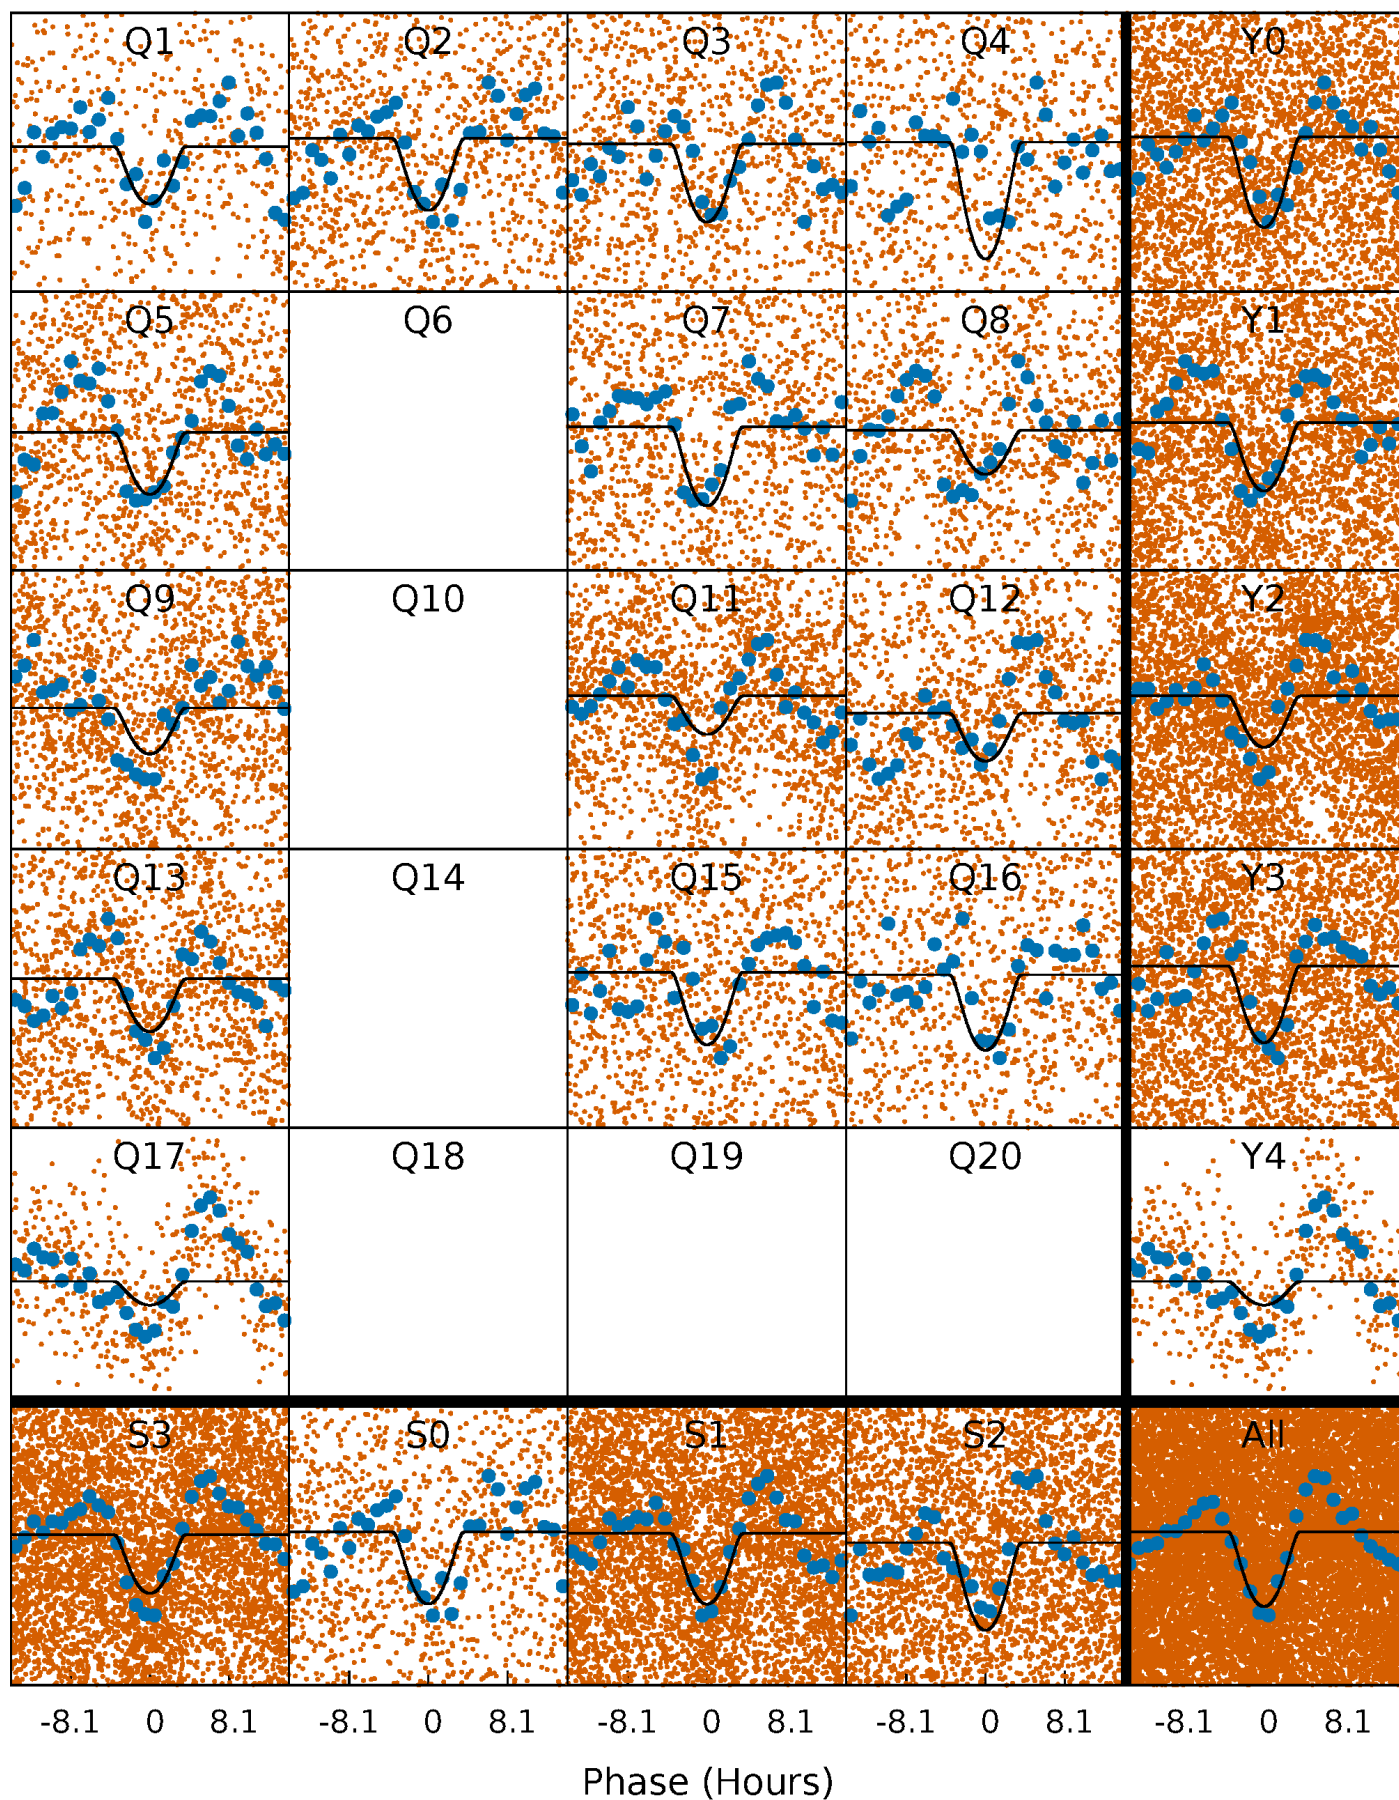 Q1 Q2 Q3 Q4 Y0
Q5 Q6 Q7 Q8 Y1
Q9 Q10 Q11 Q12 Y2
Q13 Q14 Q15 Q16 Y3
Q17 Q18 Q19 Q20 Y4
S3 S0 S1 S2 All
-8.1 0 8.1 -8.1 0 8.1 -8.1 0 8.1 -8.1 0 8.1 -8.1 0 8.1
Phase (Hours)